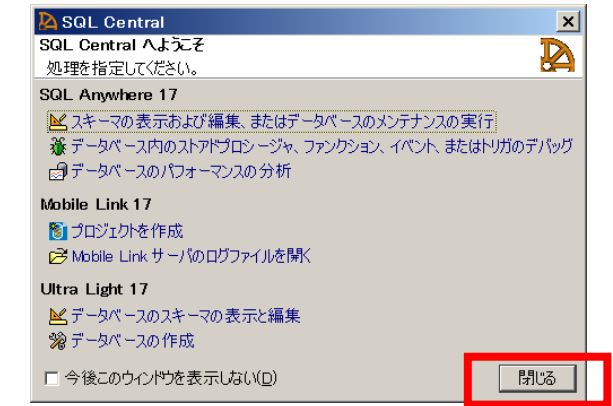 SQL Central
SQL Central へようこそ
処理を指定してください。
SQL Anywhere 17
スキーマの表示および編集、またはデータベースのメンテナンスの実行
データベース内のストアドプロシージャ、ファンクション、イベント、またはトリガのデバッグ
データベースのパフォーマンスの分析
Mobile Link 17
プロジェクトを作成
Mobile Link サーバのログファイルを開く
Ultra Light 17
データベースのスキーマの表示と編集
データベースの作成
今後このウィンドウを表示しない(D)
閉じる